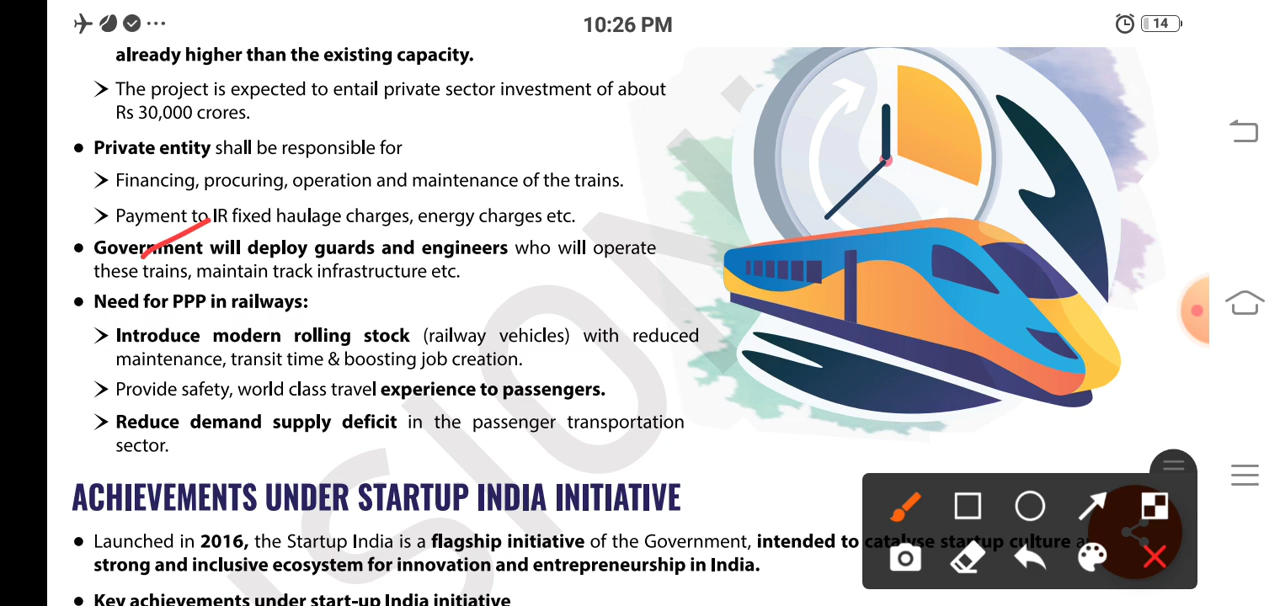 10:26 PM
14
already higher than the existing capacity.
➤ The project is expected to entail private sector investment of about
Rs 30,000 crores.
● Private entity shall be responsible for
➤ Financing, procuring, operation and maintenance of the trains.
➤ Payment to IR fixed haulage charges, energy charges etc.
● Government will deploy guards and engineers who will operate
these trains, maintain track infrastructure etc.
● Need for PPP in railways:
➤ Introduce modern rolling stock (railway vehicles) with reduced
maintenance, transit time & boosting job creation.
➤ Provide safety, world class travel experience to passengers.
➤ Reduce demand supply deficit in the passenger transportation
sector.
ACHIEVEMENTS UNDER STARTUP INDIA INITIATIVE
● Launched in 2016, the Startup India is a flagship initiative of the Government, intended to catalyse startup culture a
strong and inclusive ecosystem for innovation and entrepreneurship in India.
● Key achievements under start-up India initiative
SION